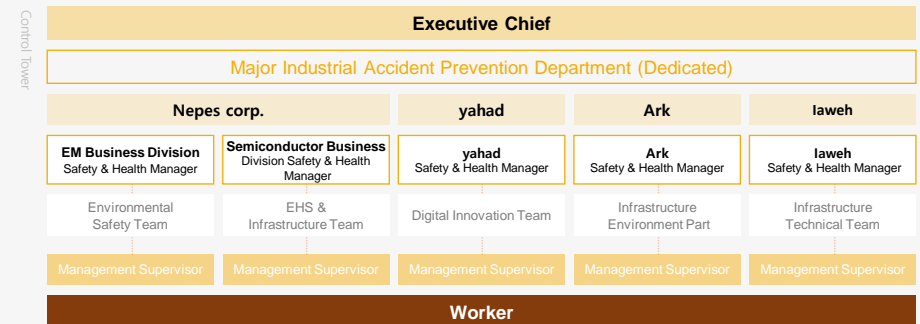 Control Tower
Executive Chief
Major Industrial Accident Prevention Department (Dedicated)
Nepes corp.
yahad
Ark
Iaweh
EM Business Division
Safety & Health Manager
Semiconductor Business
Division Safety & Health
Manager
yahad
Safety & Health Manager
Ark
Safety & Health Manager
Iaweh
Safety & Health Manager
Environmental
Safety Team
EHS &
Infrastructure Team
Digital Innovation Team
Infrastructure
Environment Part
Infrastructure
Technical Team
Management Supervisor
Management Supervisor
Management Supervisor
Management Supervisor
Management Supervisor
Worker